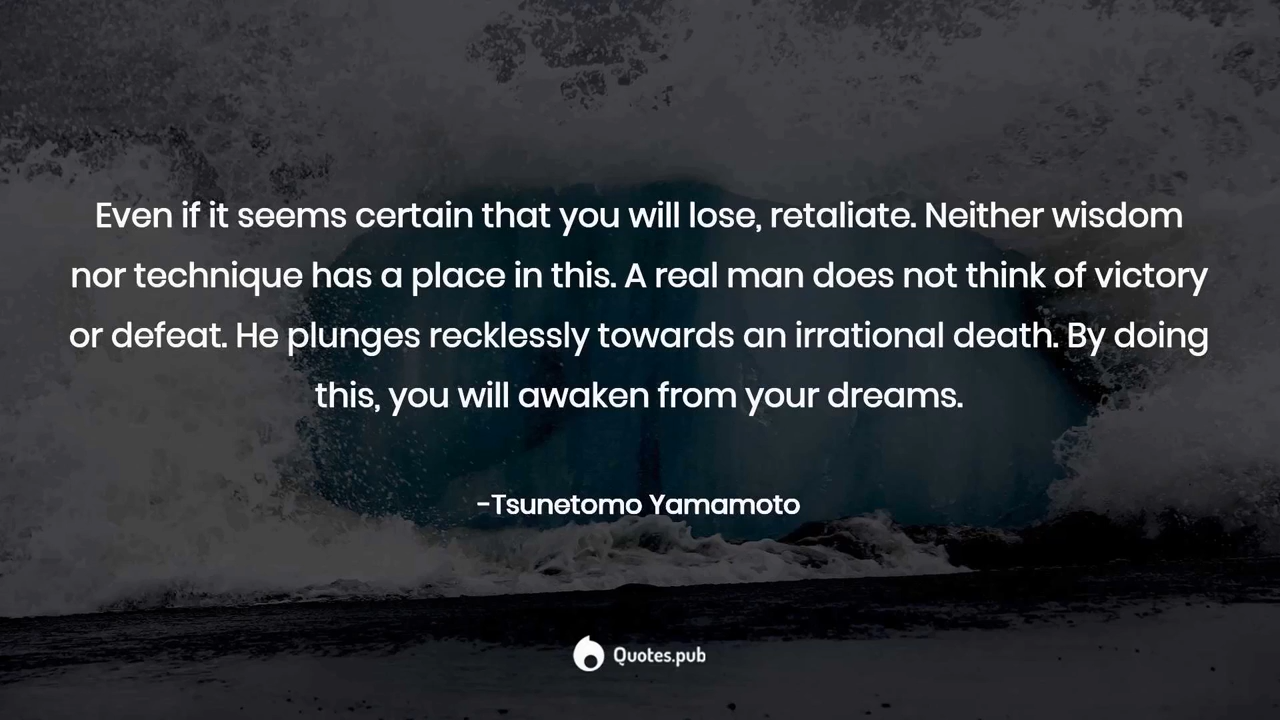 Even if it seems certain that you will lose, retaliate. Neither wisdom
nor technique has a place in this. A real man does not think of victory
or defeat. He plunges recklessly towards an irrational death. By doing
this, you will awaken from your dreams.
-Tsunetomo Yamamoto
Quotes.pub